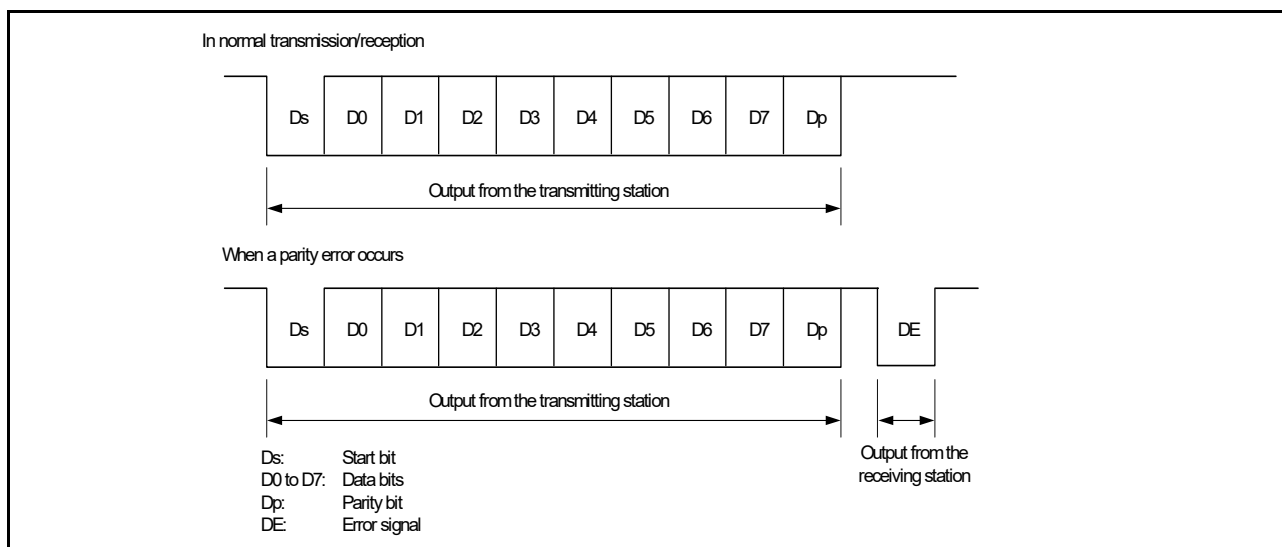 In normal transmission/reception
Ds D0 D1 D2 D3 D4 D5 D6 D7 Dp
Output from the transmitting station
When a parity error occurs
Ds D0 D1 D2 D3 D4 D5 D6 D7 Dp DE
Output from the transmitting station
Output from the
receiving station
Ds: Start bit
D0 to D7: Data bits
Dp: Parity bit
DE: Error signal